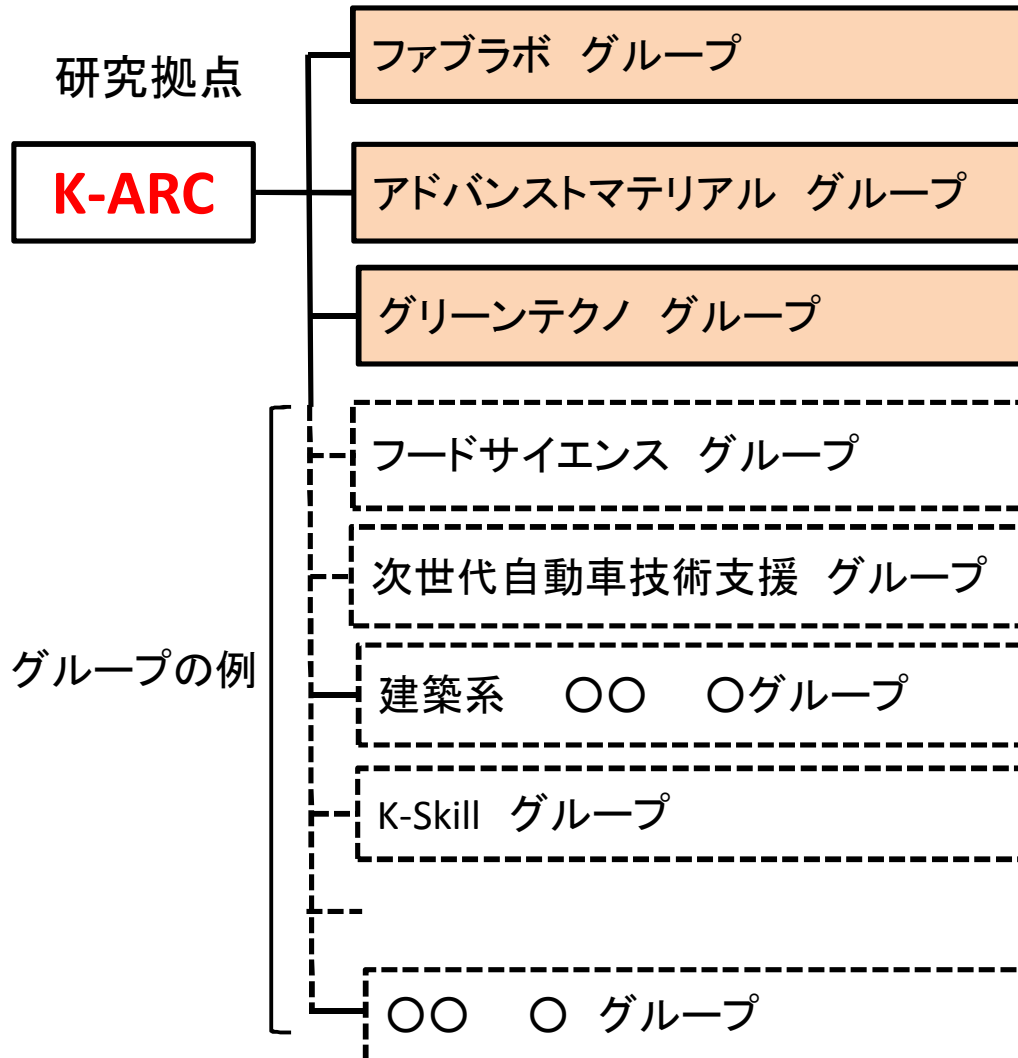 研究拠点
K-ARC
ファブラボ グループ
アドバンストマテリアル グループ
グリーンテクノ グループ
グループの例
フードサイエンス グループ
次世代自動車技術支援 グループ
建築系 〇〇 〇グループ
K-Skill グループ
〇〇 〇 グループ